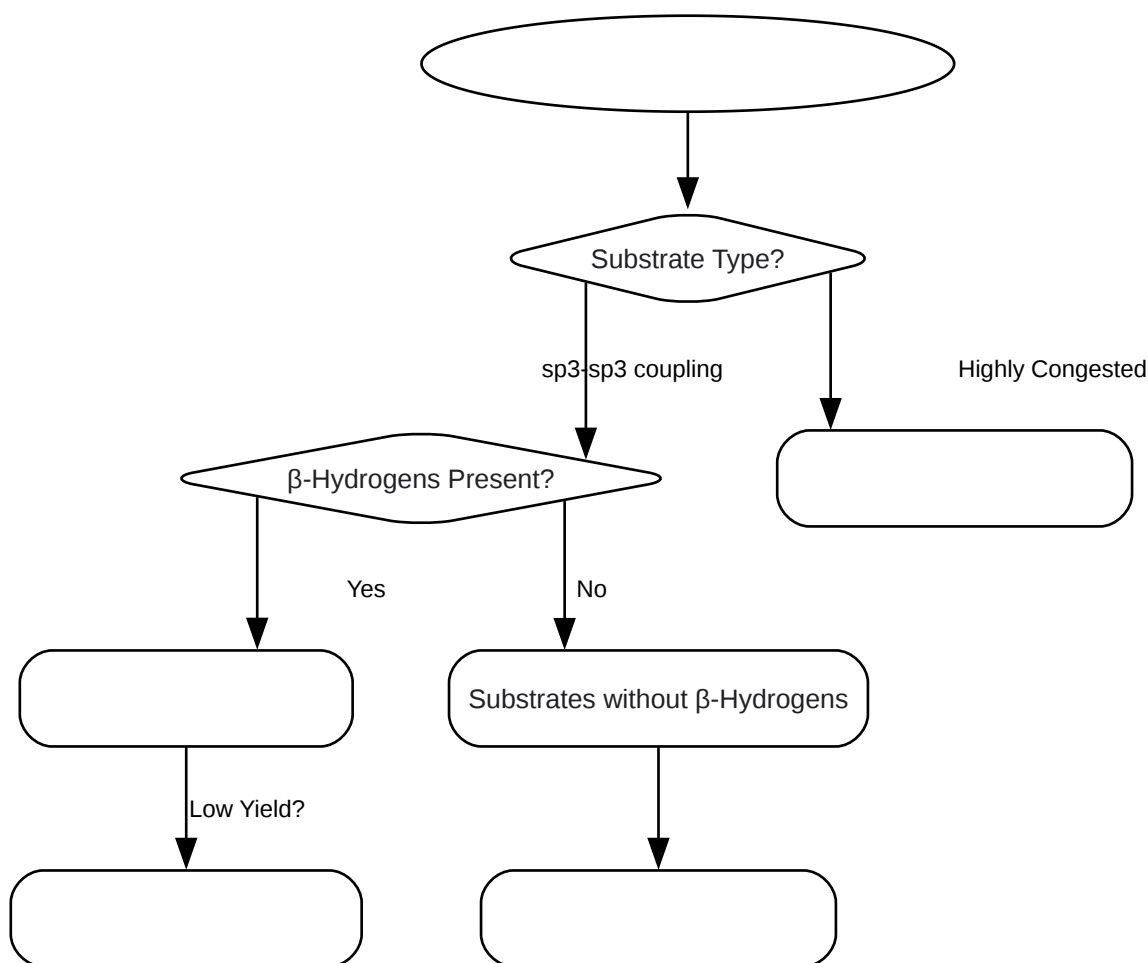 Substrate Type?
sp3-sp3 coupling
Highly Congested
β-Hydrogens Present?
Yes
No
Substrates without β-Hydrogens
Low Yield?